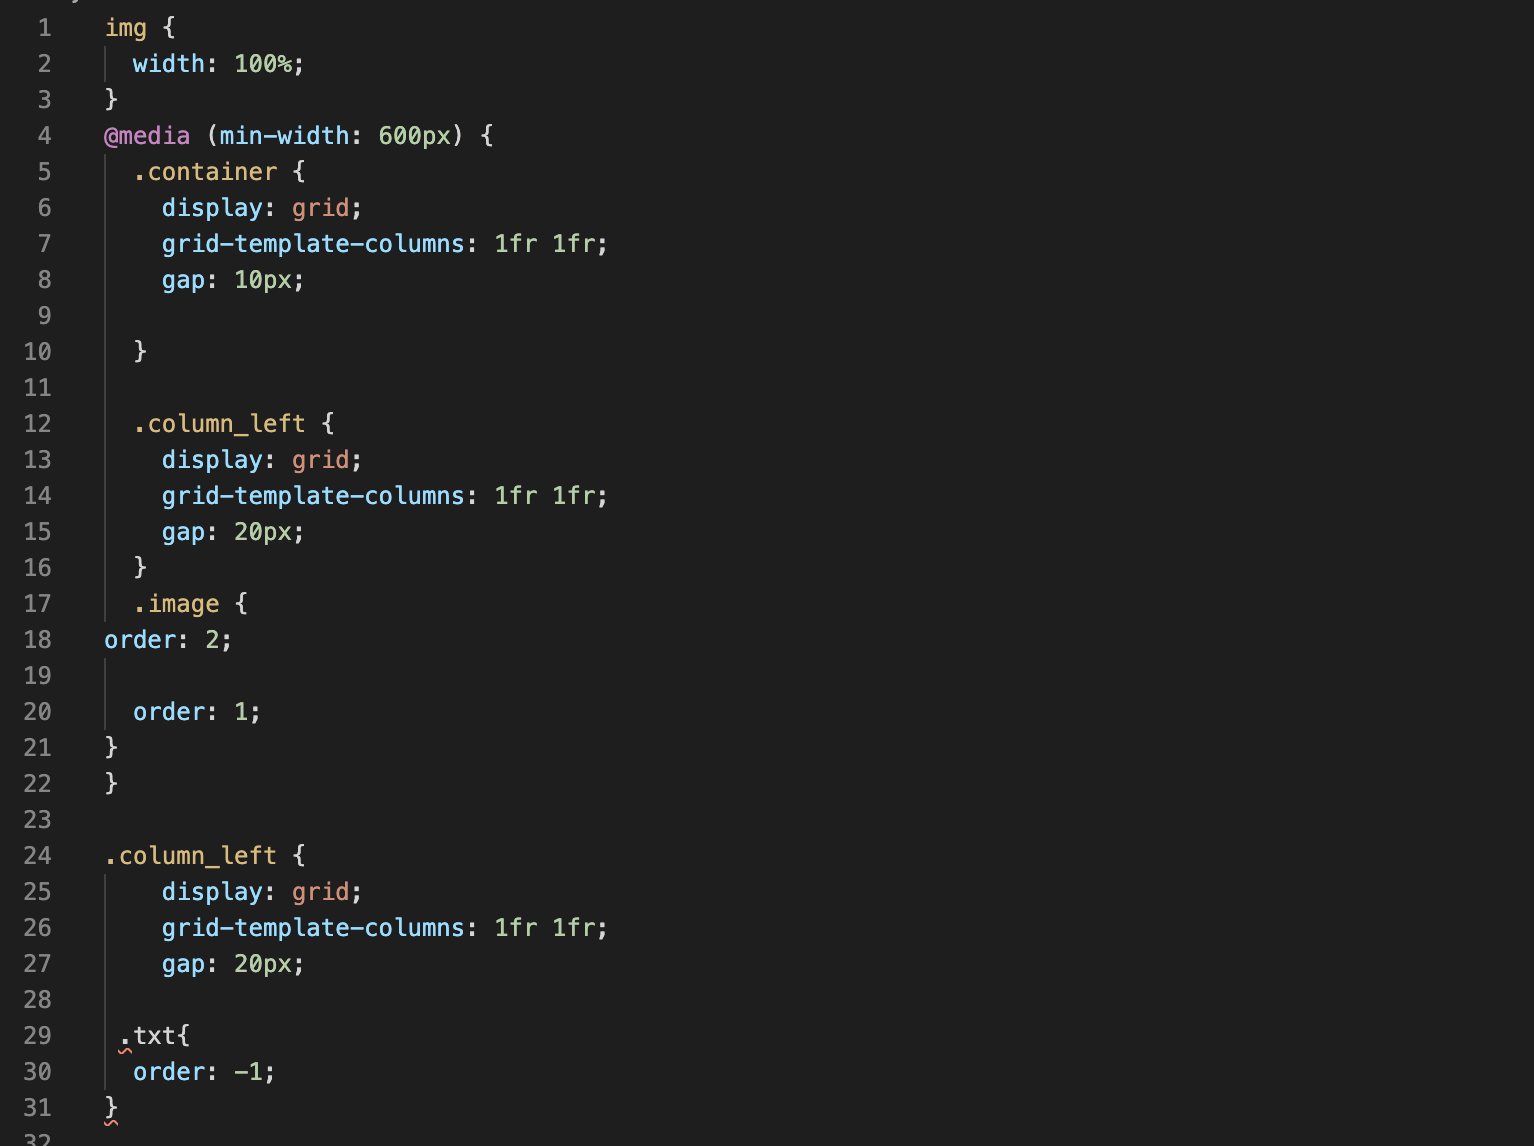 1 img {
2 width: 100%;
3 }
4 @media (min-width: 600px) {
5 .container {
6 display: grid;
7 grid-template-columns: 1fr 1fr;
8 gap: 10px;
9
10 }
11
12 .column_left {
13 display: grid;
14 grid-template-columns: 1fr 1fr;
15 gap: 20px;
16 }
17 .image {
18 order: 2;
19
20 order: 1;
21 }
22 }
23
24 .column_left {
25 display: grid;
26 grid-template-columns: 1fr 1fr;
27 gap: 20px;
28
29 .txt{
30 order: -1;
31 }
32